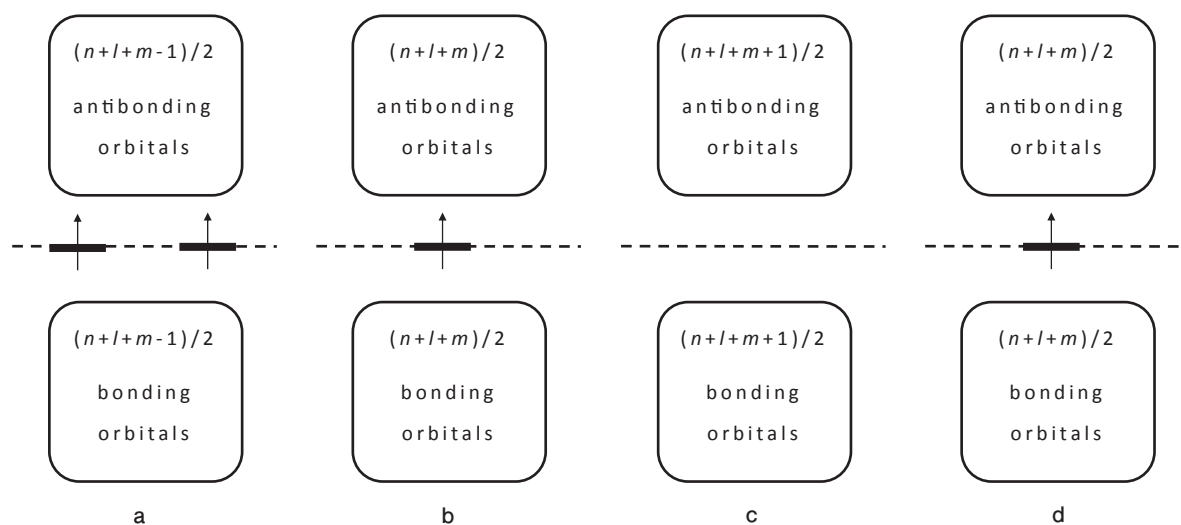 (n+l+m-1)/2
antibonding
orbitals
(n+l+m)/2
antibonding
orbitals
(n+l+m+1)/2
antibonding
orbitals
(n+l+m)/2
antibonding
orbitals
(n+l+m-1)/2
bonding
orbitals
(n+l+m)/2
bonding
orbitals
(n+l+m+1)/2
bonding
orbitals
(n+l+m)/2
bonding
orbitals
a
b
c
d